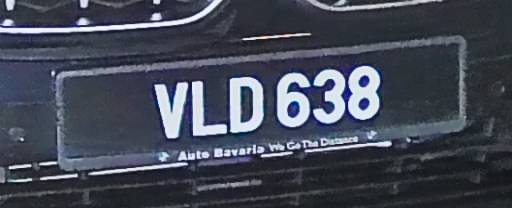 VLD 638
Auto Bavaria We Go The Distance